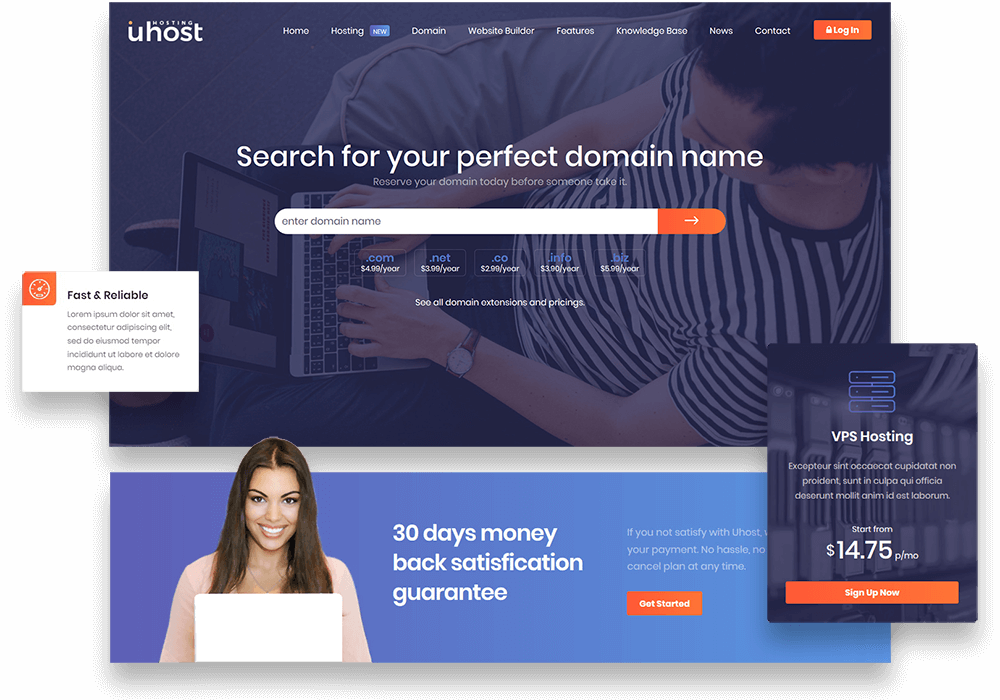 HOSTING
uhost
Home Hosting NEW Domain Website Builder Features Knowledge Base News Contact Log In
Search for your perfect domain name
Reserve your domain today before someone take it.
enter domain name
.com .net .co .info .biz
$4.99/year $3.99/year $2.99/year $3.90/year $5.99/year
See all domain extensions and pricings.
Fast & Reliable
Lorem ipsum dolor sit amet,
consectetur adipiscing elit,
sed do eiusmod tempor
incididunt ut labore et dolore
magna aliqua.
VPS Hosting
Excepteur sint occaecat cupidatat non
proident, sunt in culpa qui officia
deserunt mollit anim id est laborum.
Start from
$14.75 p/mo
Sign Up Now
30 days money
back satisfication
guarantee
If you not satisfy with Uhost,
your payment. No hassle, no
cancel plan at any time.
Get Started